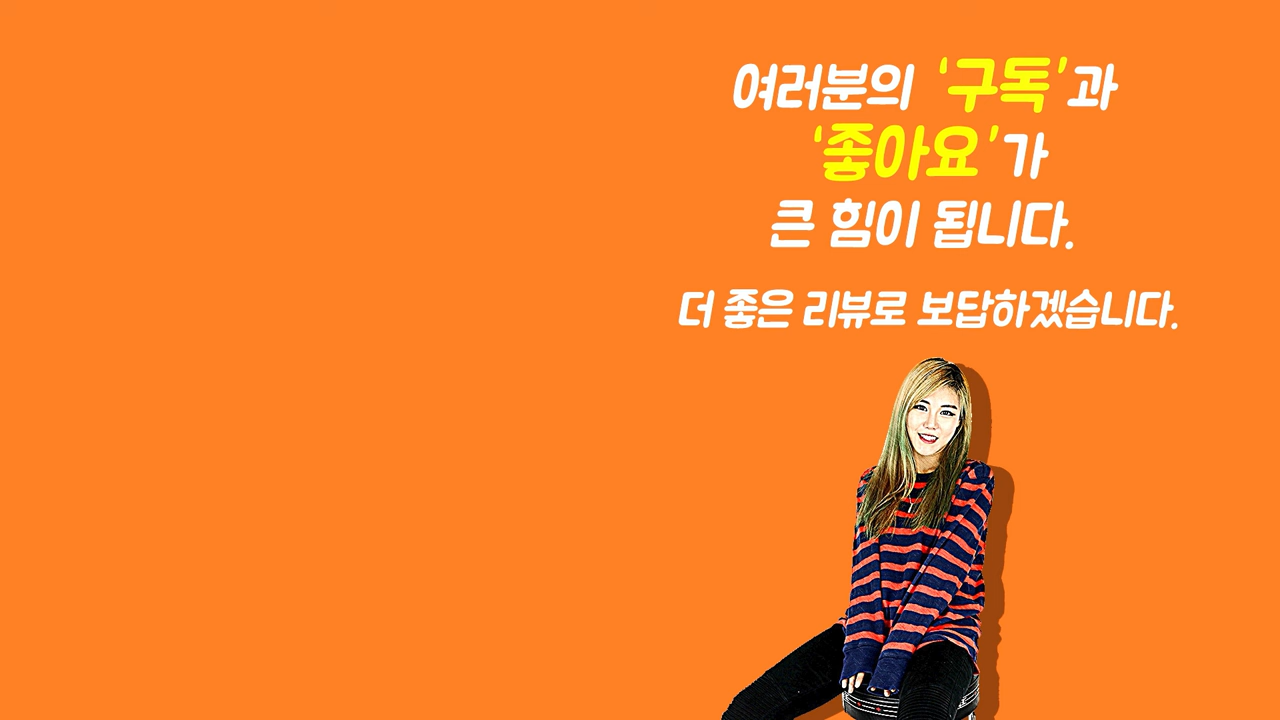 여러분의 '구독'과
'좋아요'가
큰 힘이 됩니다.
더 좋은 리뷰로 보답하겠습니다.